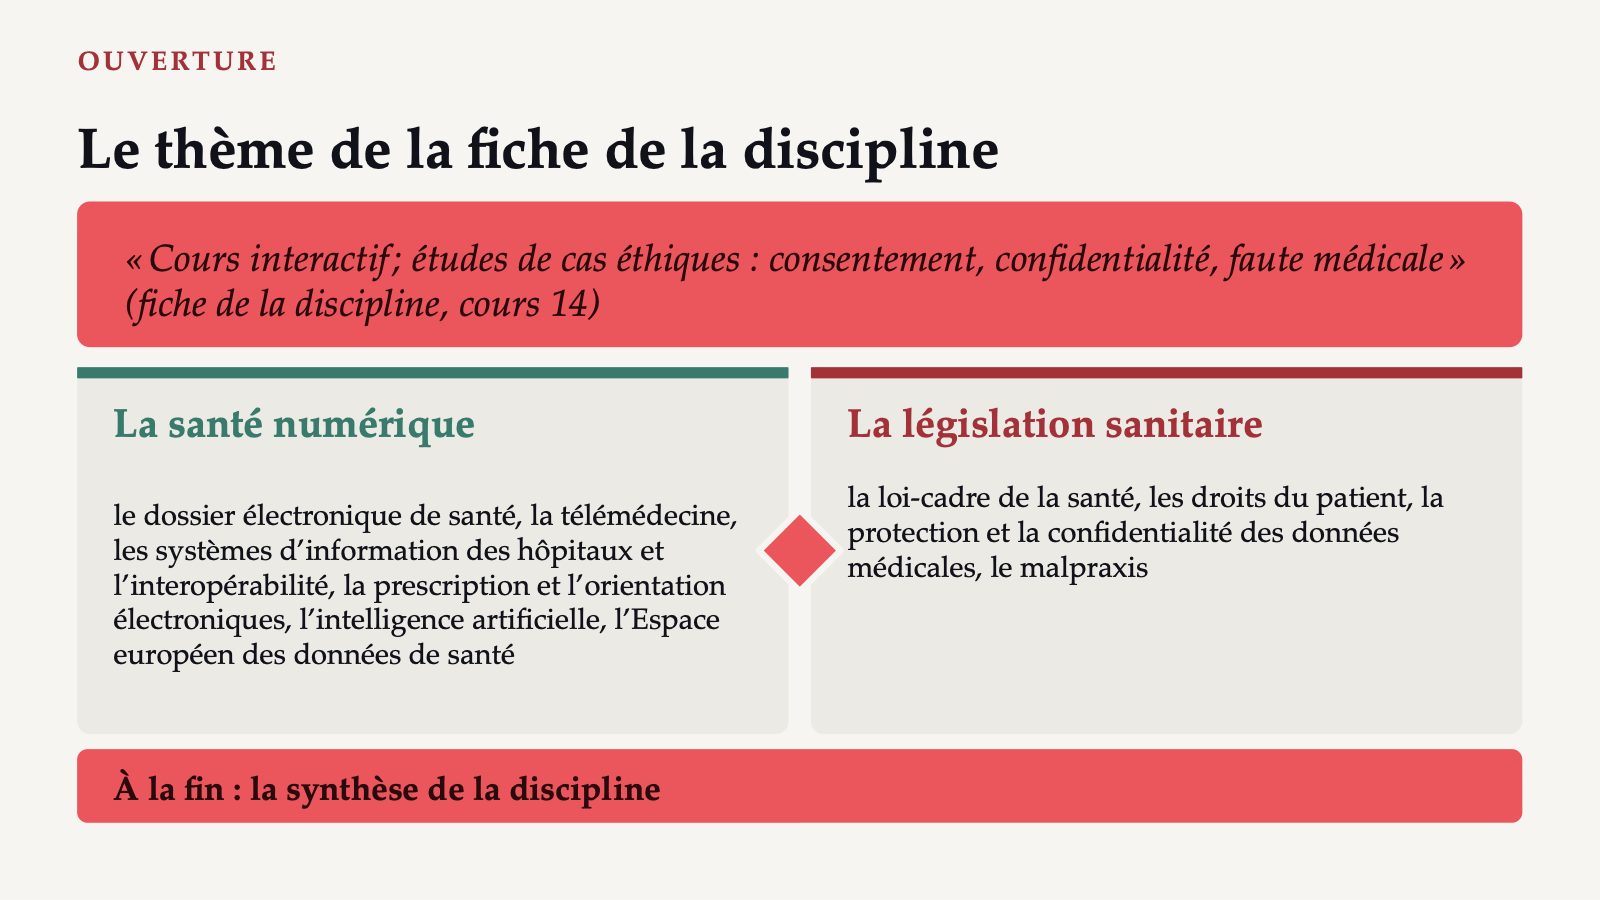 OUVERTURE
Le thème de la fiche de la discipline
« Cours interactif ; études de cas éthiques : consentement, confidentialité, faute médicale »
(fiche de la discipline, cours 14)
La santé numérique
le dossier électronique de santé, la télémédecine,
les systèmes d’information des hôpitaux et
l’interopérabilité, la prescription et l’orientation
électroniques, l’intelligence artificielle, l’Espace
européen des données de santé
La législation sanitaire
la loi-cadre de la santé, les droits du patient, la
protection et la confidentialité des données
médicales, le malpraxis
À la fin : la synthèse de la discipline